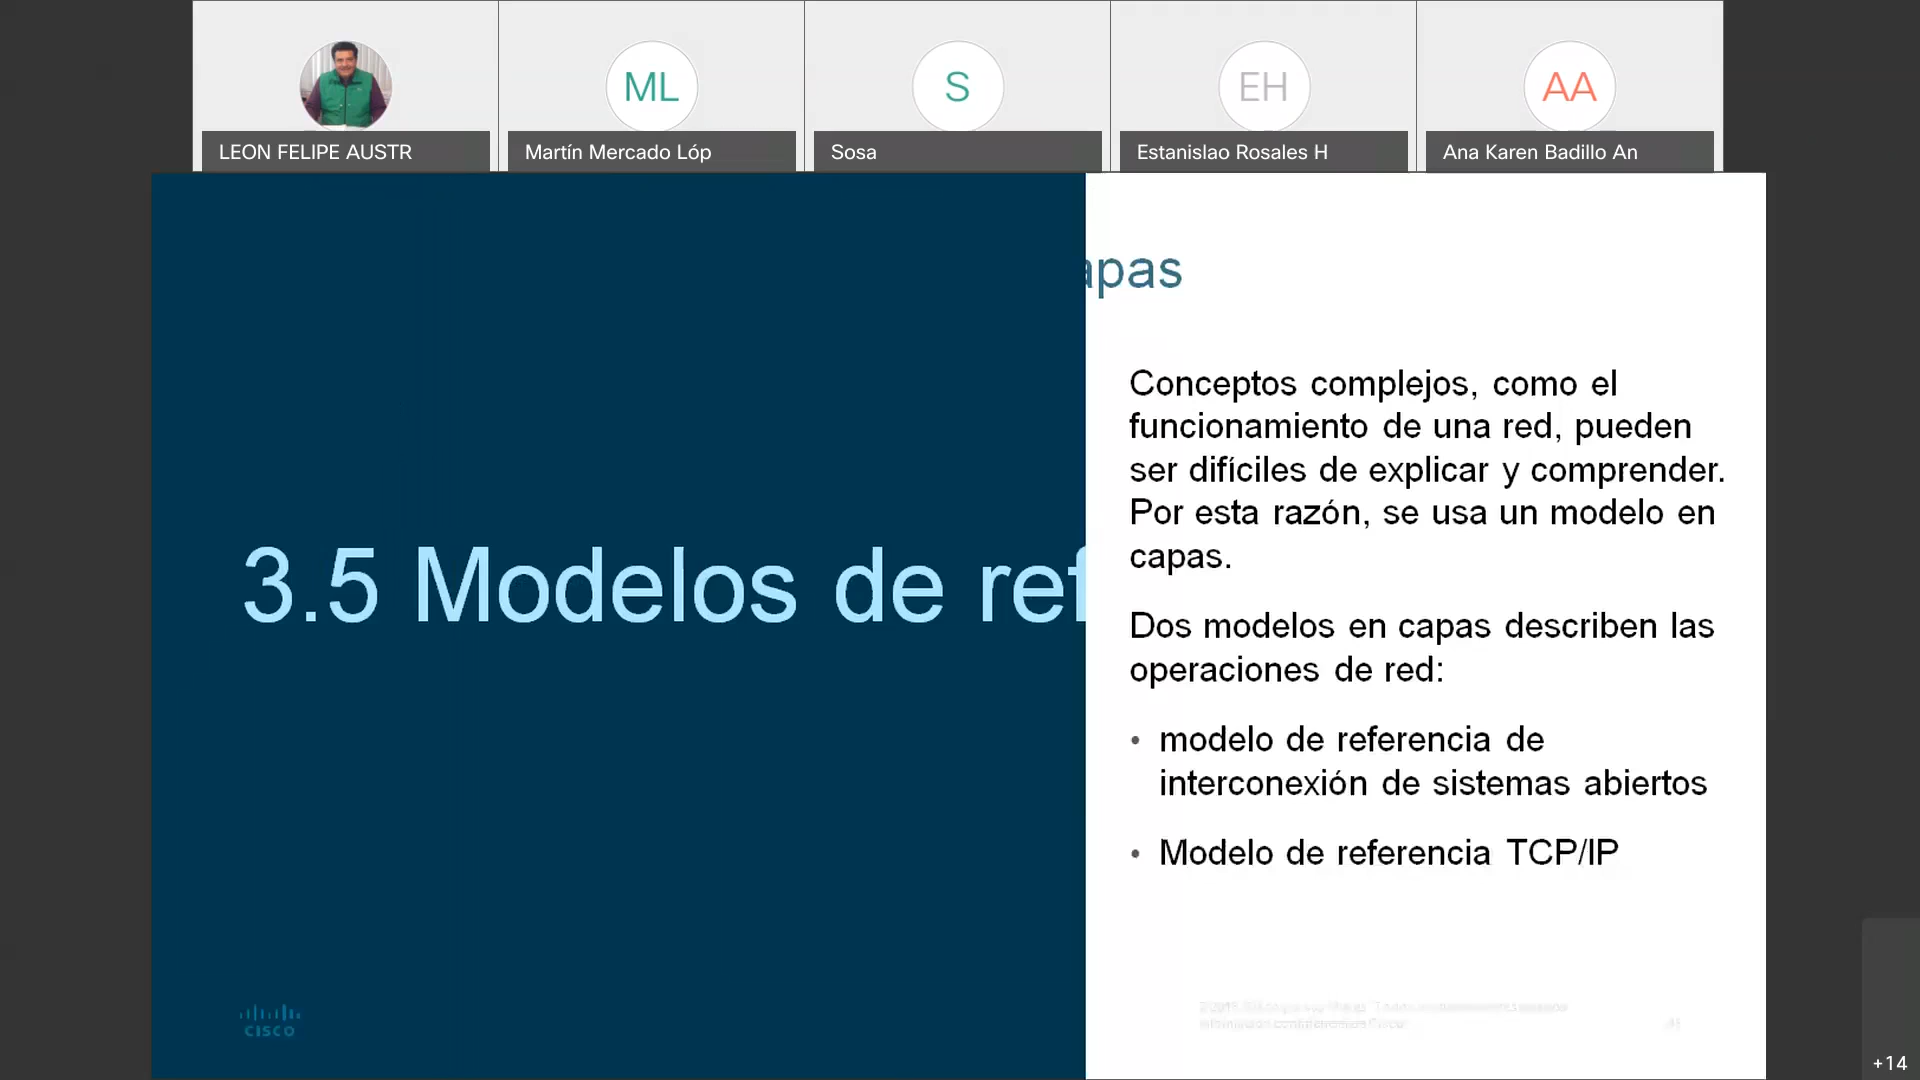 ML
S
EH
AA
LEON FELIPE AUSTR
Martín Mercado Lóp
Sosa
Estanislao Rosales H
Ana Karen Badillo An
apas
Conceptos complejos, como el
funcionamiento de una red, pueden
ser difíciles de explicar y comprender.
Por esta razón, se usa un modelo en
capas.
3.5 Modelos de ref
Dos modelos en capas describen las
operaciones de red:
• modelo de referencia de
interconexión de sistemas abiertos
• Modelo de referencia TCP/IP
CISCO
+14